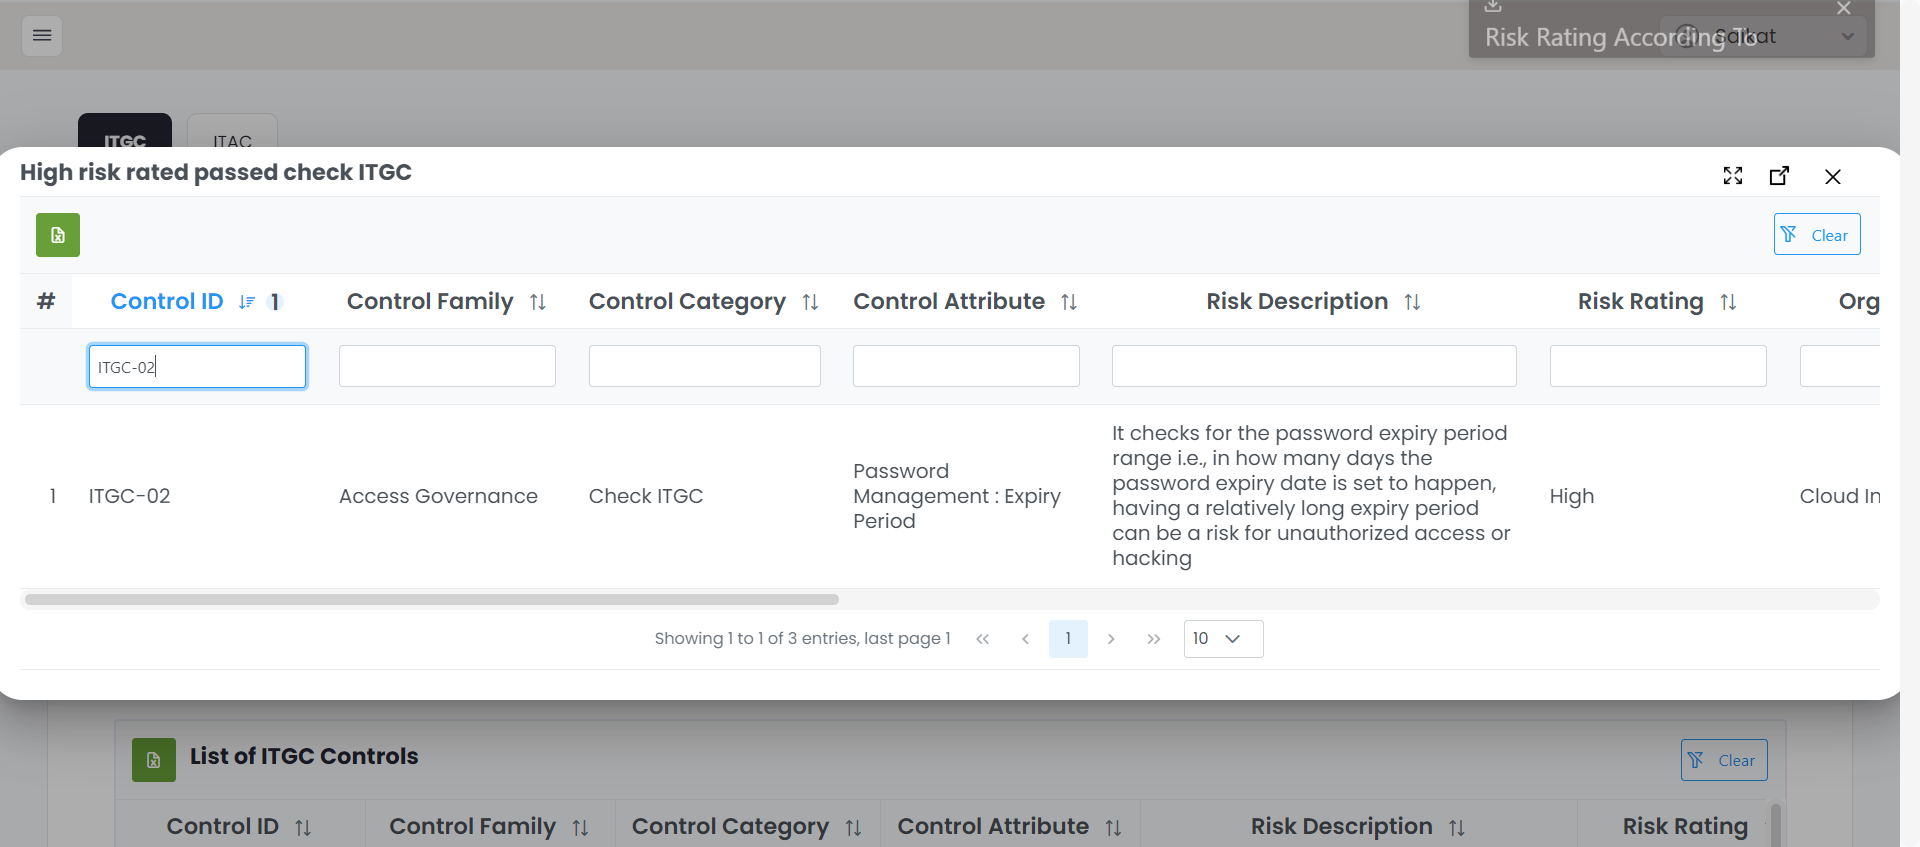 Risk Rating According To
Saikat
ITGC
ITAC
High risk rated passed check ITGC
Clear
# Control ID 1 Control Family Control Category Control Attribute Risk Description Risk Rating Org
ITGC-02
1 ITGC-02 Access Governance Check ITGC
Password
Management : Expiry
Period
It checks for the password expiry period
range i.e., in how many days the
password expiry date is set to happen,
having a relatively long expiry period
can be a risk for unauthorized access or
hacking
High
Cloud In
Showing 1 to 1 of 3 entries, last page 1 « ‹ 1 › » 10
List of ITGC Controls
Clear
Control ID Control Family Control Category Control Attribute Risk Description Risk Rating